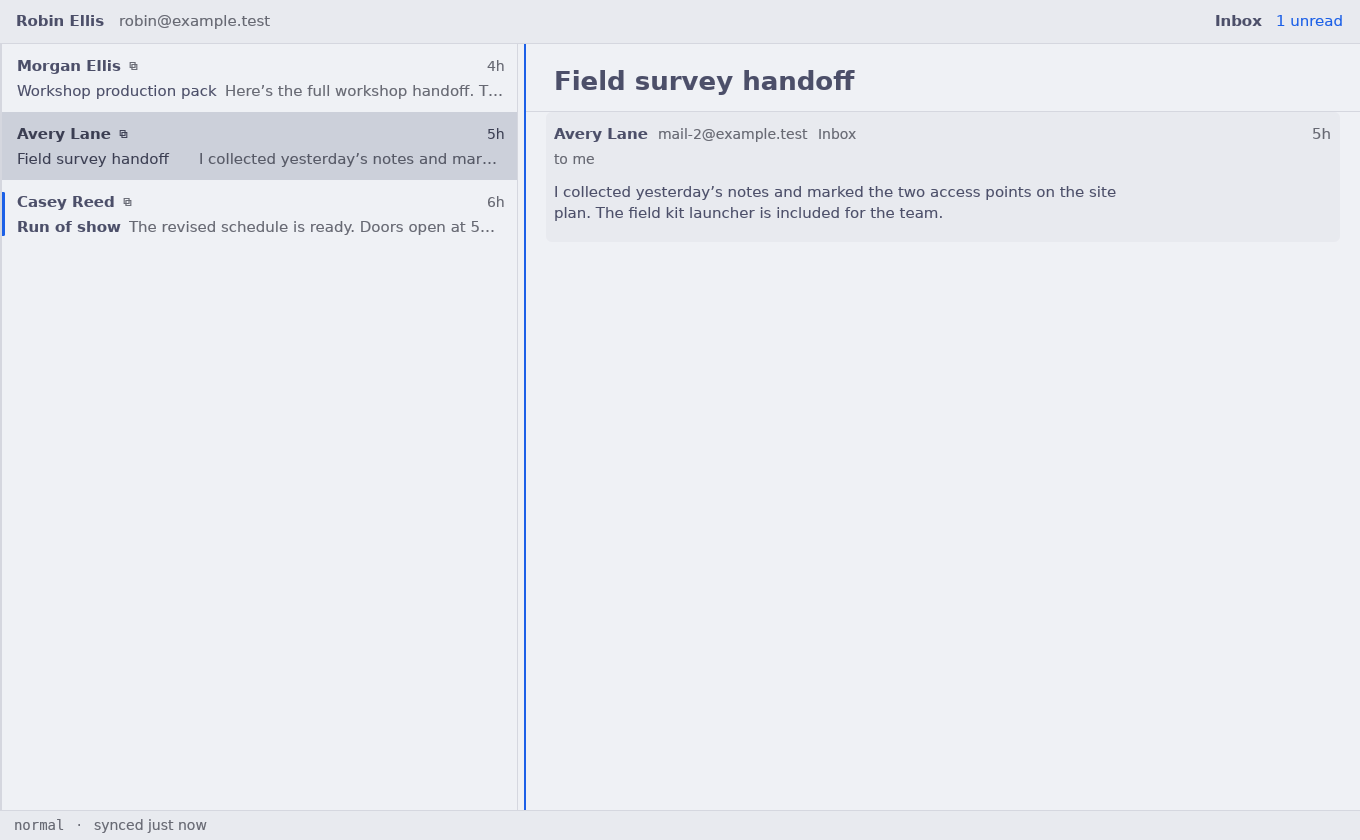 Robin Ellis robin@example.test Inbox 1 unread
Morgan Ellis 4h
Workshop production pack Here’s the full workshop handoff. T…
Avery Lane 5h
Field survey handoff I collected yesterday’s notes and mar…
Casey Reed 6h
Run of show The revised schedule is ready. Doors open at 5…
Field survey handoff
Avery Lane mail-2@example.test Inbox 5h
to me
I collected yesterday’s notes and marked the two access points on the site
plan. The field kit launcher is included for the team.
normal · synced just now